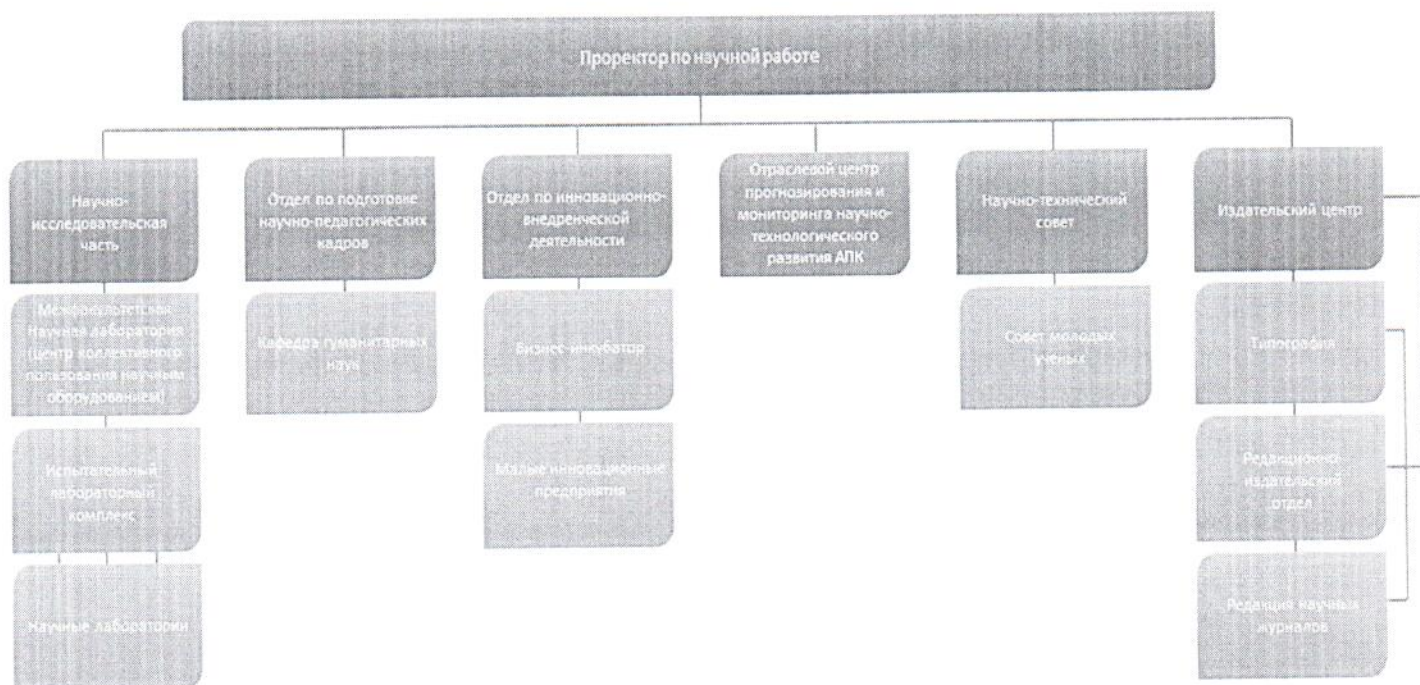 Проректор по научной работе
Научно-
исследовательская
часть
Межфакультетская
Научная лаборатория
(центр коллективного
пользования научным
оборудованием)
Испытательный
лабораторный
комплекс
Научные лаборатории
Отдел по подготовке
научно-педагогических
кадров
Кафедра гуманитарных
наук
Отдел по инновационно-
внедренческой
деятельности
Бизнес-инкубатор
Малые инновационные
предприятия
Отраслевой центр
прогнозирования и
мониторинга научно-
технологического
развития АПК
Научно-технический
совет
Совет молодых
ученых
Издательский центр
Типография
Редакционно-
издательский
отдел
Редакция научных
журналов